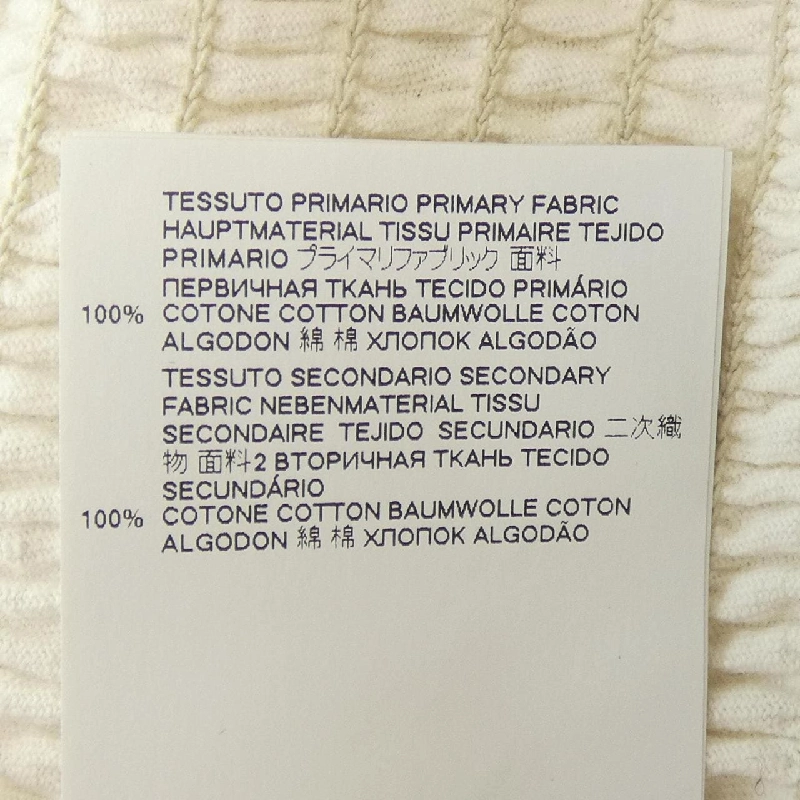 TESSUTO PRIMARIO PRIMARY FABRIC
HAUPTMATERIAL TISSU PRIMAIRE TEJIDO
PRIMARIO プライマリファブリック 面料
ПЕРВИЧНАЯ ТКАНЬ TECIDO PRIMÁRIO
100% COTONE COTTON BAUMWOLLE COTON
ALGODON 綿 棉 ХЛОПОК ALGODÃO
TESSUTO SECONDARIO SECONDARY
FABRIC NEBENMATERIAL TISSU
SECONDAIRE TEJIDO SECUNDARIO 二次織
物 面料2 ВТОРИЧНАЯ ТКАНЬ TECIDO
SECUNDÁRIO
100% COTONE COTTON BAUMWOLLE COTON
ALGODON 綿 棉 ХЛОПОК ALGODÃO